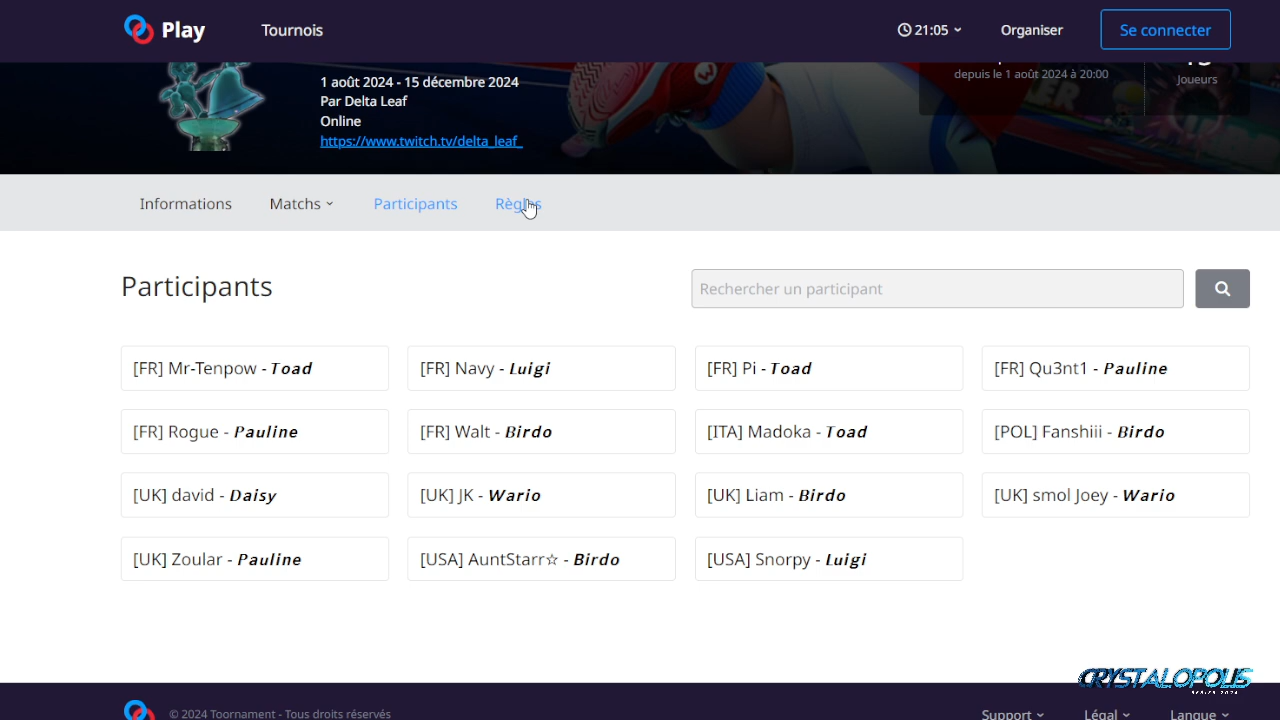 Play
Tournois
21:05
Organiser
Se connecter
1 août 2024 - 15 décembre 2024
Par Delta Leaf
Online
https://www.twitch.tv/delta_leaf_
depuis le 1 août 2024 à 20:00
Joueurs
Informations
Matchs
Participants
Règles
Participants
Rechercher un participant
[FR] Mr-Tenpow - Toad
[FR] Navy - Luigi
[FR] Pi - Toad
[FR] Qu3nt1 - Pauline
[FR] Rogue - Pauline
[FR] Walt - Birdo
[ITA] Madoka - Toad
[POL] Fanshiii - Birdo
[UK] david - Daisy
[UK] JK - Wario
[UK] Liam - Birdo
[UK] smol Joey - Wario
[UK] Zoular - Pauline
[USA] AuntStarr☆ - Birdo
[USA] Snorpy - Luigi
CRYSTALOPOLIS
SERIES 2024
© 2024 Toornament - Tous droits réservés
Support
Légal
Langue